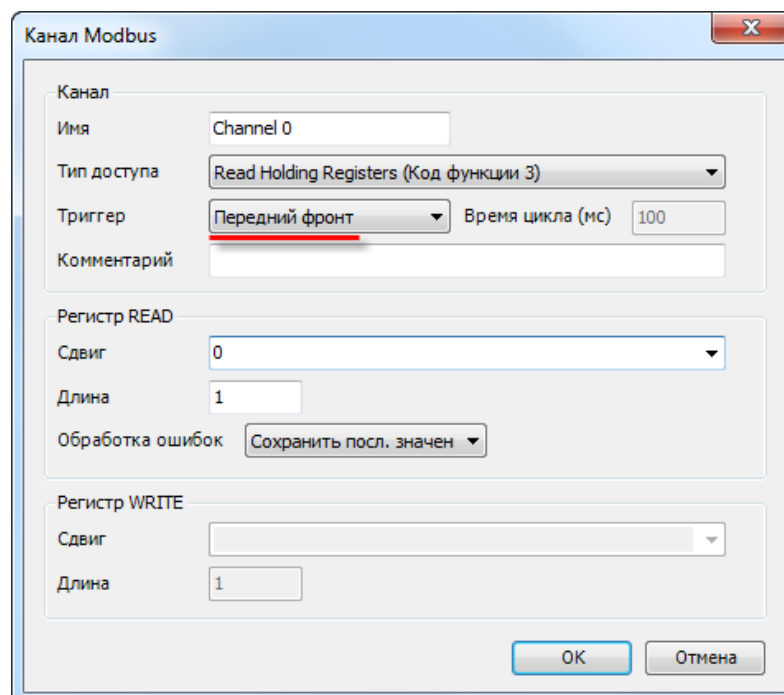 Канал Modbus
Канал
Имя Channel 0
Тип доступа Read Holding Registers (Код функции 3)
Триггер Передний фронт Время цикла (мс) 100
Комментарий
Регистр READ
Сдвиг 0
Длина 1
Обработка ошибок Сохранить посл. значен
Регистр WRITE
Сдвиг
Длина 1
OK Отмена